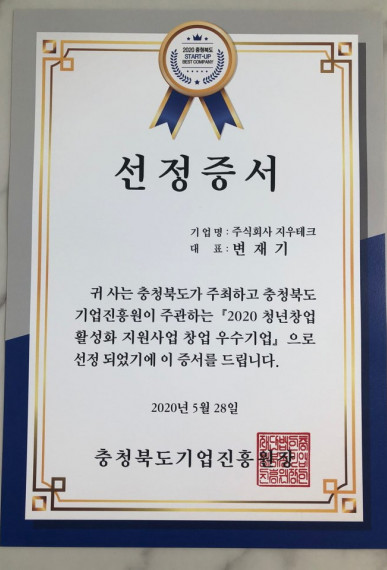 2020 충청북도
START-UP
BEST COMPANY
선정증서
기업명 : 주식회사 지우테크
대 표 : 변재기
귀 사는 충청북도가 주최하고 충청북도
기업진흥원이 주관하는 『2020 청년창업
활성화 지원사업 창업 우수기업』 으로
선정 되었기에 이 증서를 드립니다.
2020년 5월 28일
충청북도기업진흥원장